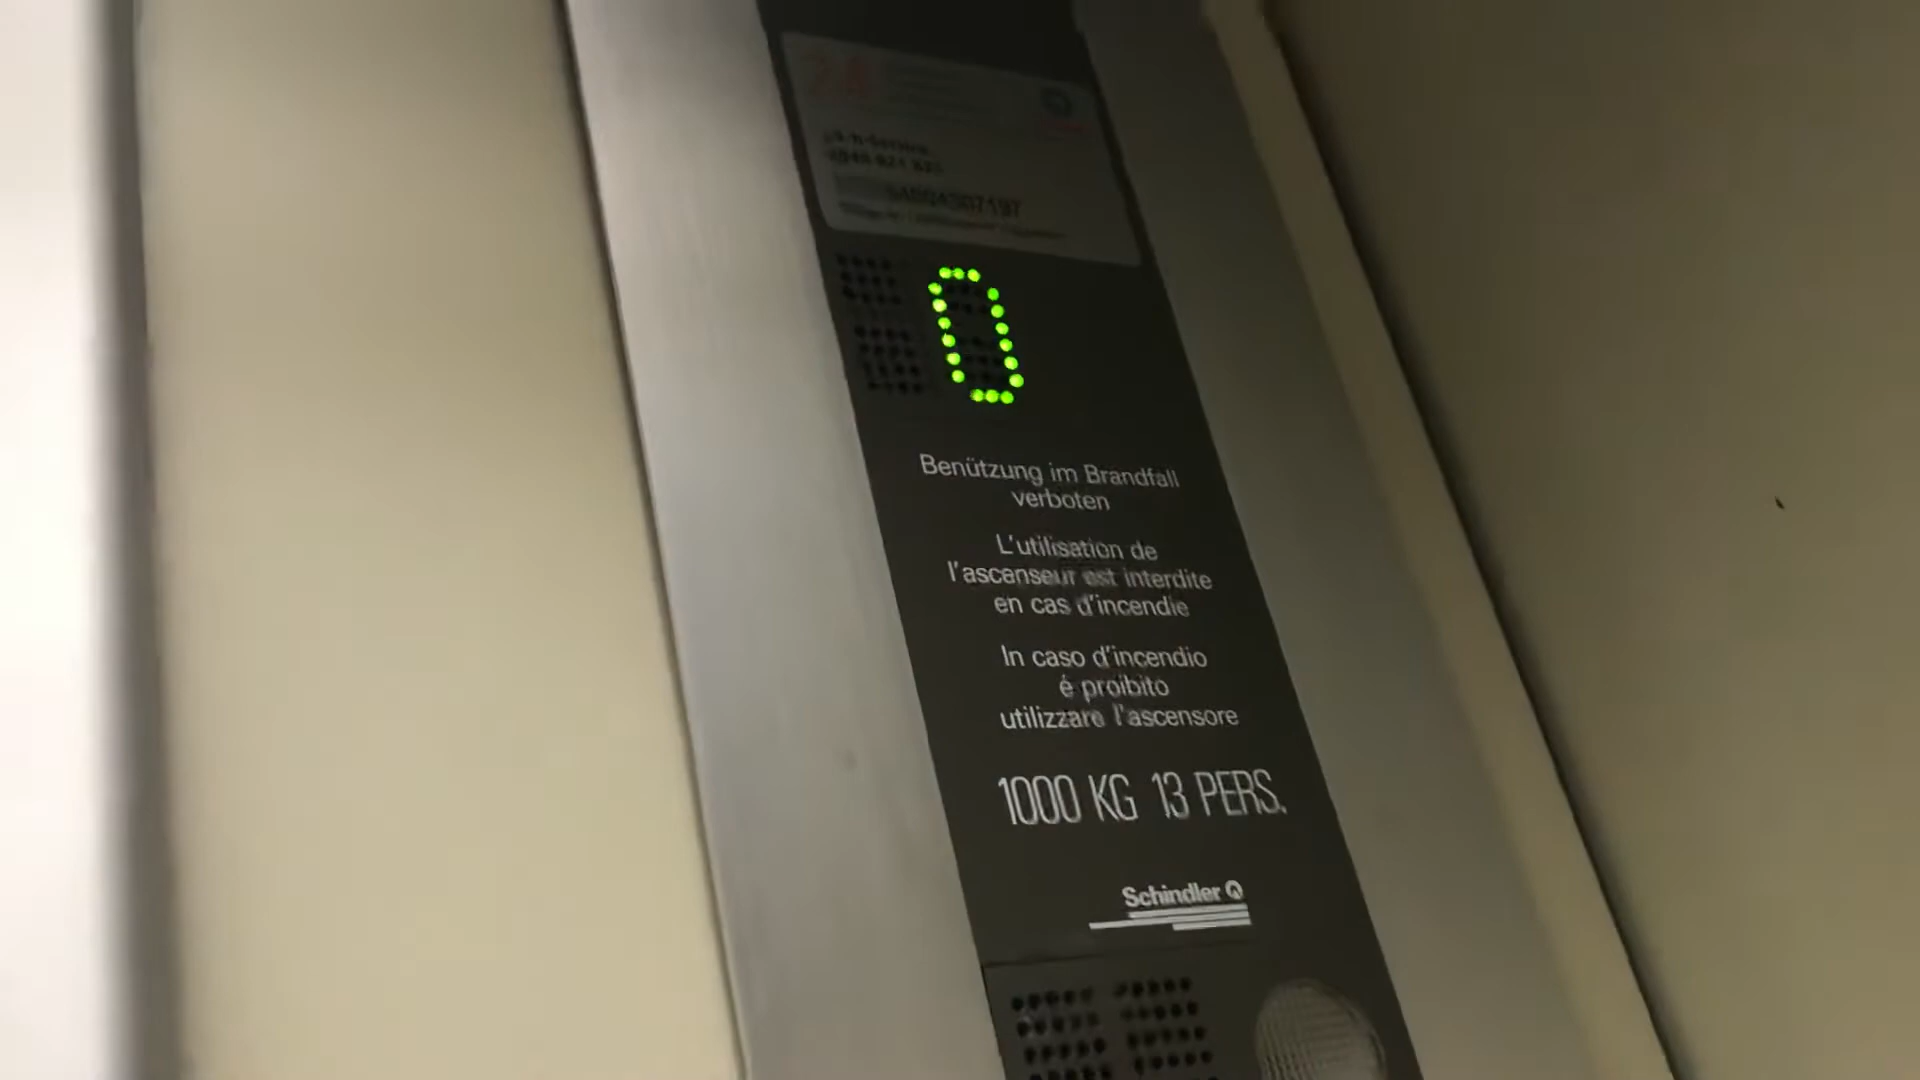 0
Benützung im Brandfall
verboten
L'utilisation de
l'ascenseur est interdite
en cas d'incendie
In caso d'incendio
é proibito
utilizzare l'ascensore
1000 KG 13 PERS.
Schindler